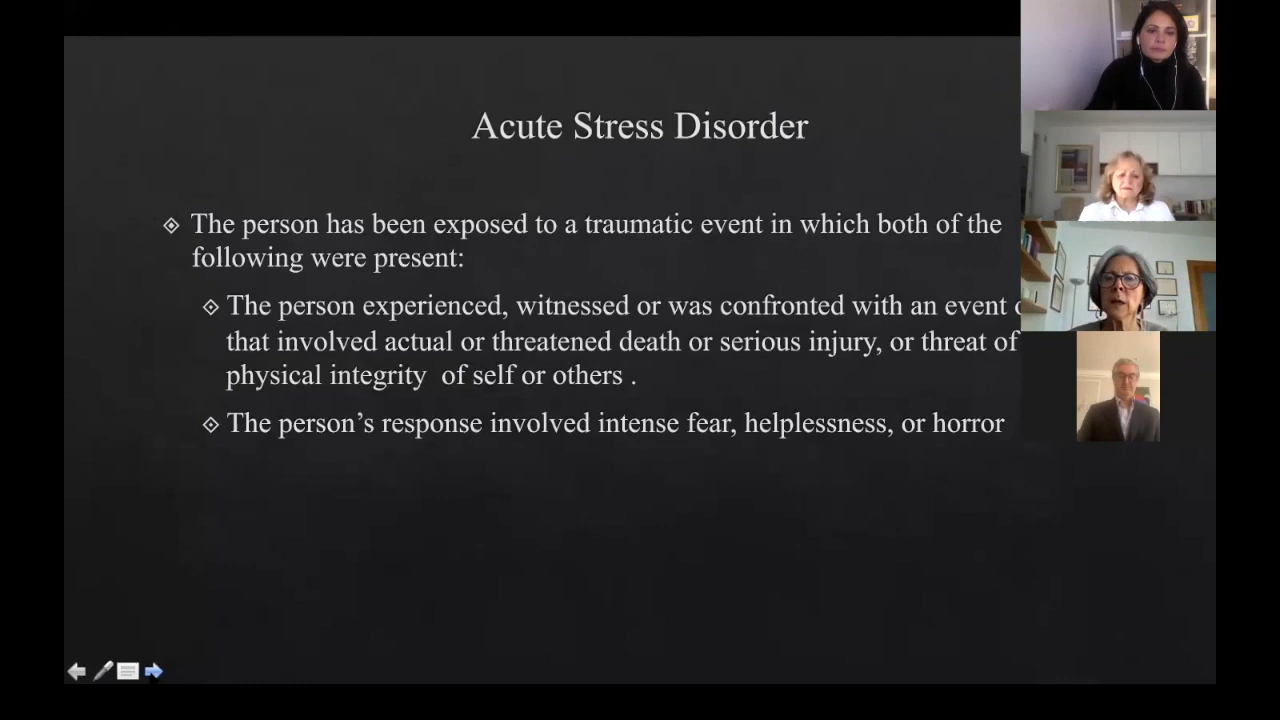 Acute Stress Disorder
The person has been exposed to a traumatic event in which both of the
following were present:
The person experienced, witnessed or was confronted with an event
that involved actual or threatened death or serious injury, or threat of
physical integrity of self or others .
The person’s response involved intense fear, helplessness, or horror